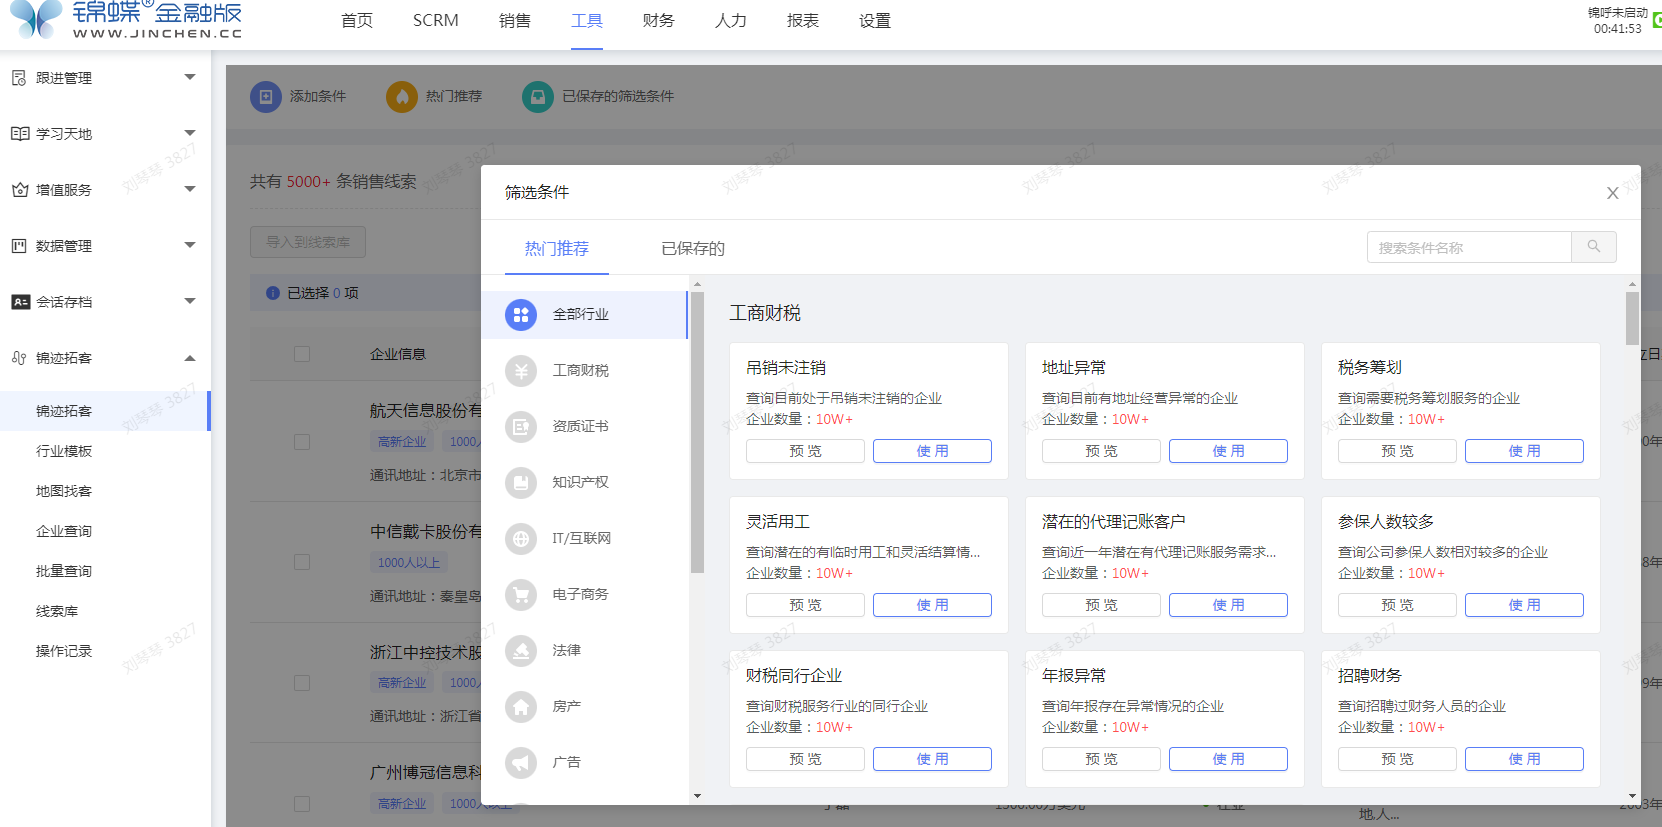 锦蝶®金融版
WWW.JINCHEN.CC
首页 SCRM 销售 工具 财务 人力 报表 设置
锦呼未启动
00:41:53
跟进管理
学习天地
增值服务
数据管理
会话存档
锦迹拓客
锦迹拓客
行业模板
地图找客
企业查询
批量查询
线索库
操作记录
添加条件 热门推荐 已保存的筛选条件
共有 5000+ 条销售线索
导入到线索库
已选择 0 项
企业信息
航天信息股份有
高新企业 1000人
通讯地址：北京市
中信戴卡股份有
1000人以上
通讯地址：秦皇岛
浙江中控技术股
高新企业 1000人
通讯地址：浙江省
广州博冠信息科
高新企业 1000人以上
筛选条件 X
热门推荐 已保存的 搜索条件名称
全部行业
工商财税
资质证书
知识产权
IT/互联网
电子商务
法律
房产
广告
工商财税
吊销未注销
查询目前处于吊销未注销的企业
企业数量：10W+
预 览 使 用
地址异常
查询目前有地址经营异常的企业
企业数量：10W+
预 览 使 用
税务筹划
查询需要税务筹划服务的企业
企业数量：10W+
预 览 使 用
灵活用工
查询潜在的有临时用工和灵活结算情...
企业数量：10W+
预 览 使 用
潜在的代理记账客户
查询近一年潜在有代理记账服务需求...
企业数量：10W+
预 览 使 用
参保人数较多
查询公司参保人数相对较多的企业
企业数量：10W+
预 览 使 用
财税同行企业
查询财税服务行业的同行企业
企业数量：10W+
预 览 使 用
年报异常
查询年报存在异常情况的企业
企业数量：10W+
预 览 使 用
招聘财务
查询招聘过财务人员的企业
企业数量：10W+
预 览 使 用
立日
地,人...
2003年
刘琴琴 3827